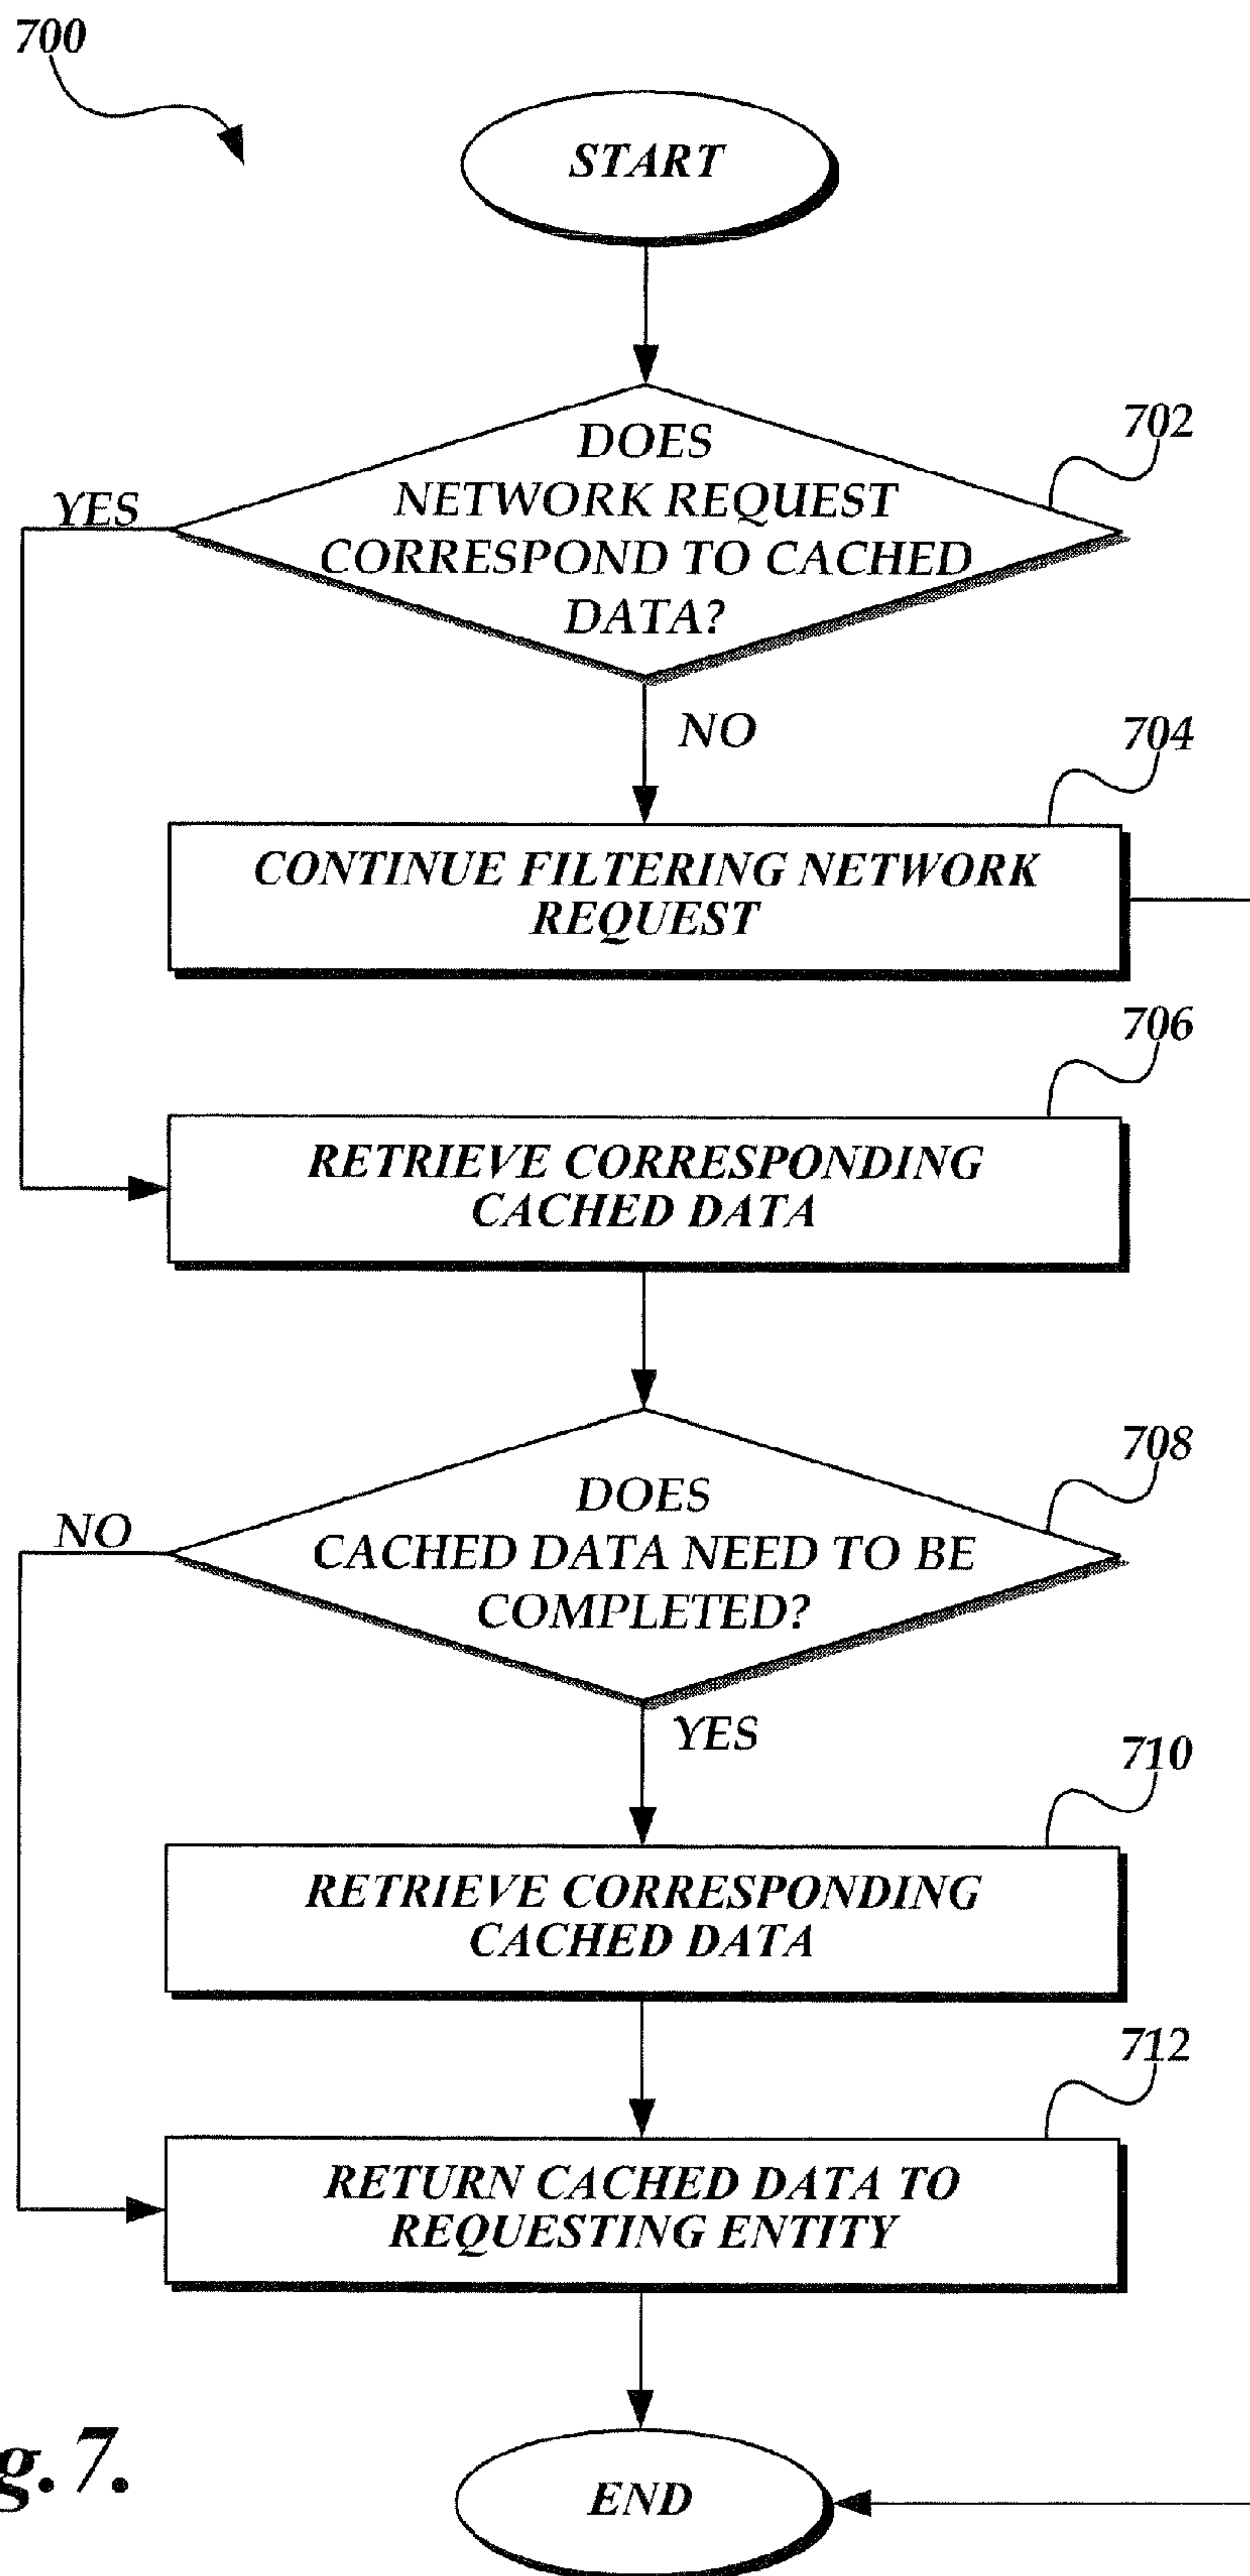 700
START
DOES
NETWORK REQUEST
CORRESPOND TO CACHED
DATA?
702
YES
NO
704
CONTINUE FILTERING NETWORK
REQUEST
706
RETRIEVE CORRESPONDING
CACHED DATA
708
DOES
CACHED DATA NEED TO BE
COMPLETED?
NO
YES
710
RETRIEVE CORRESPONDING
CACHED DATA
712
RETURN CACHED DATA TO
REQUESTING ENTITY
g.7.
END